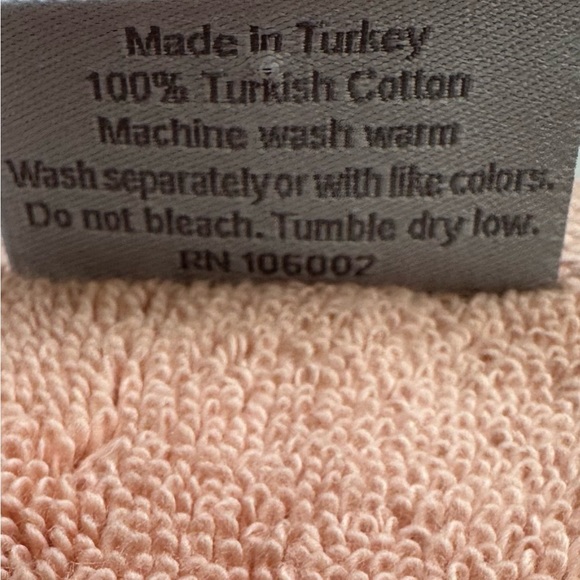 Made in Turkey
100% Turkish Cotton
Machine wash warm
Wash separately or with like colors.
Do not bleach. Tumble dry low.
RN 106002